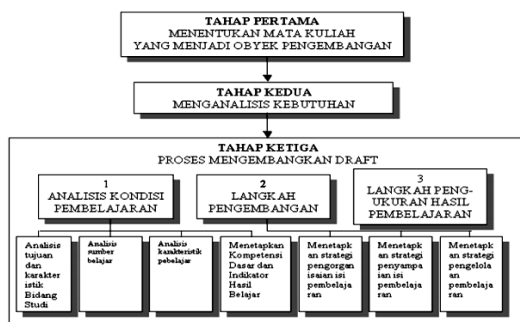 TAHAP PERTAMA
MENENTUKAN MATA KULIAH
YANG MENJADI OBYEK PENGEMBANGAN
TAHAP KEDUA
MENGANALISIS KEBUTUHAN
TAHAP KETIGA
PROSES MENGEMBANGKAN DRAFT
1
ANALISIS KONDISI
PEMBELAJARAN
2
LANGKAH
PENGEMBANGAN
3
LANGKAH PENG-
UKURAN HASIL
PEMBELAJARAN
Analisis
tujuan
dan
karakter
istik
Bidang
Studi
Analisis
sumber
belajar
Analisis
karakteristik
pebelajar
Menetapkan
Kompetensi
Dasar dan
Indikator
Hasil
Belajar
Menetapk
an strategi
pengorgan
isaian isi
pembelaja
ran
Menetapk
an strategi
penyampa
ian isi
pembelaja
ran
Menetapk
an strategi
pengelola
an
pembelaja
ran